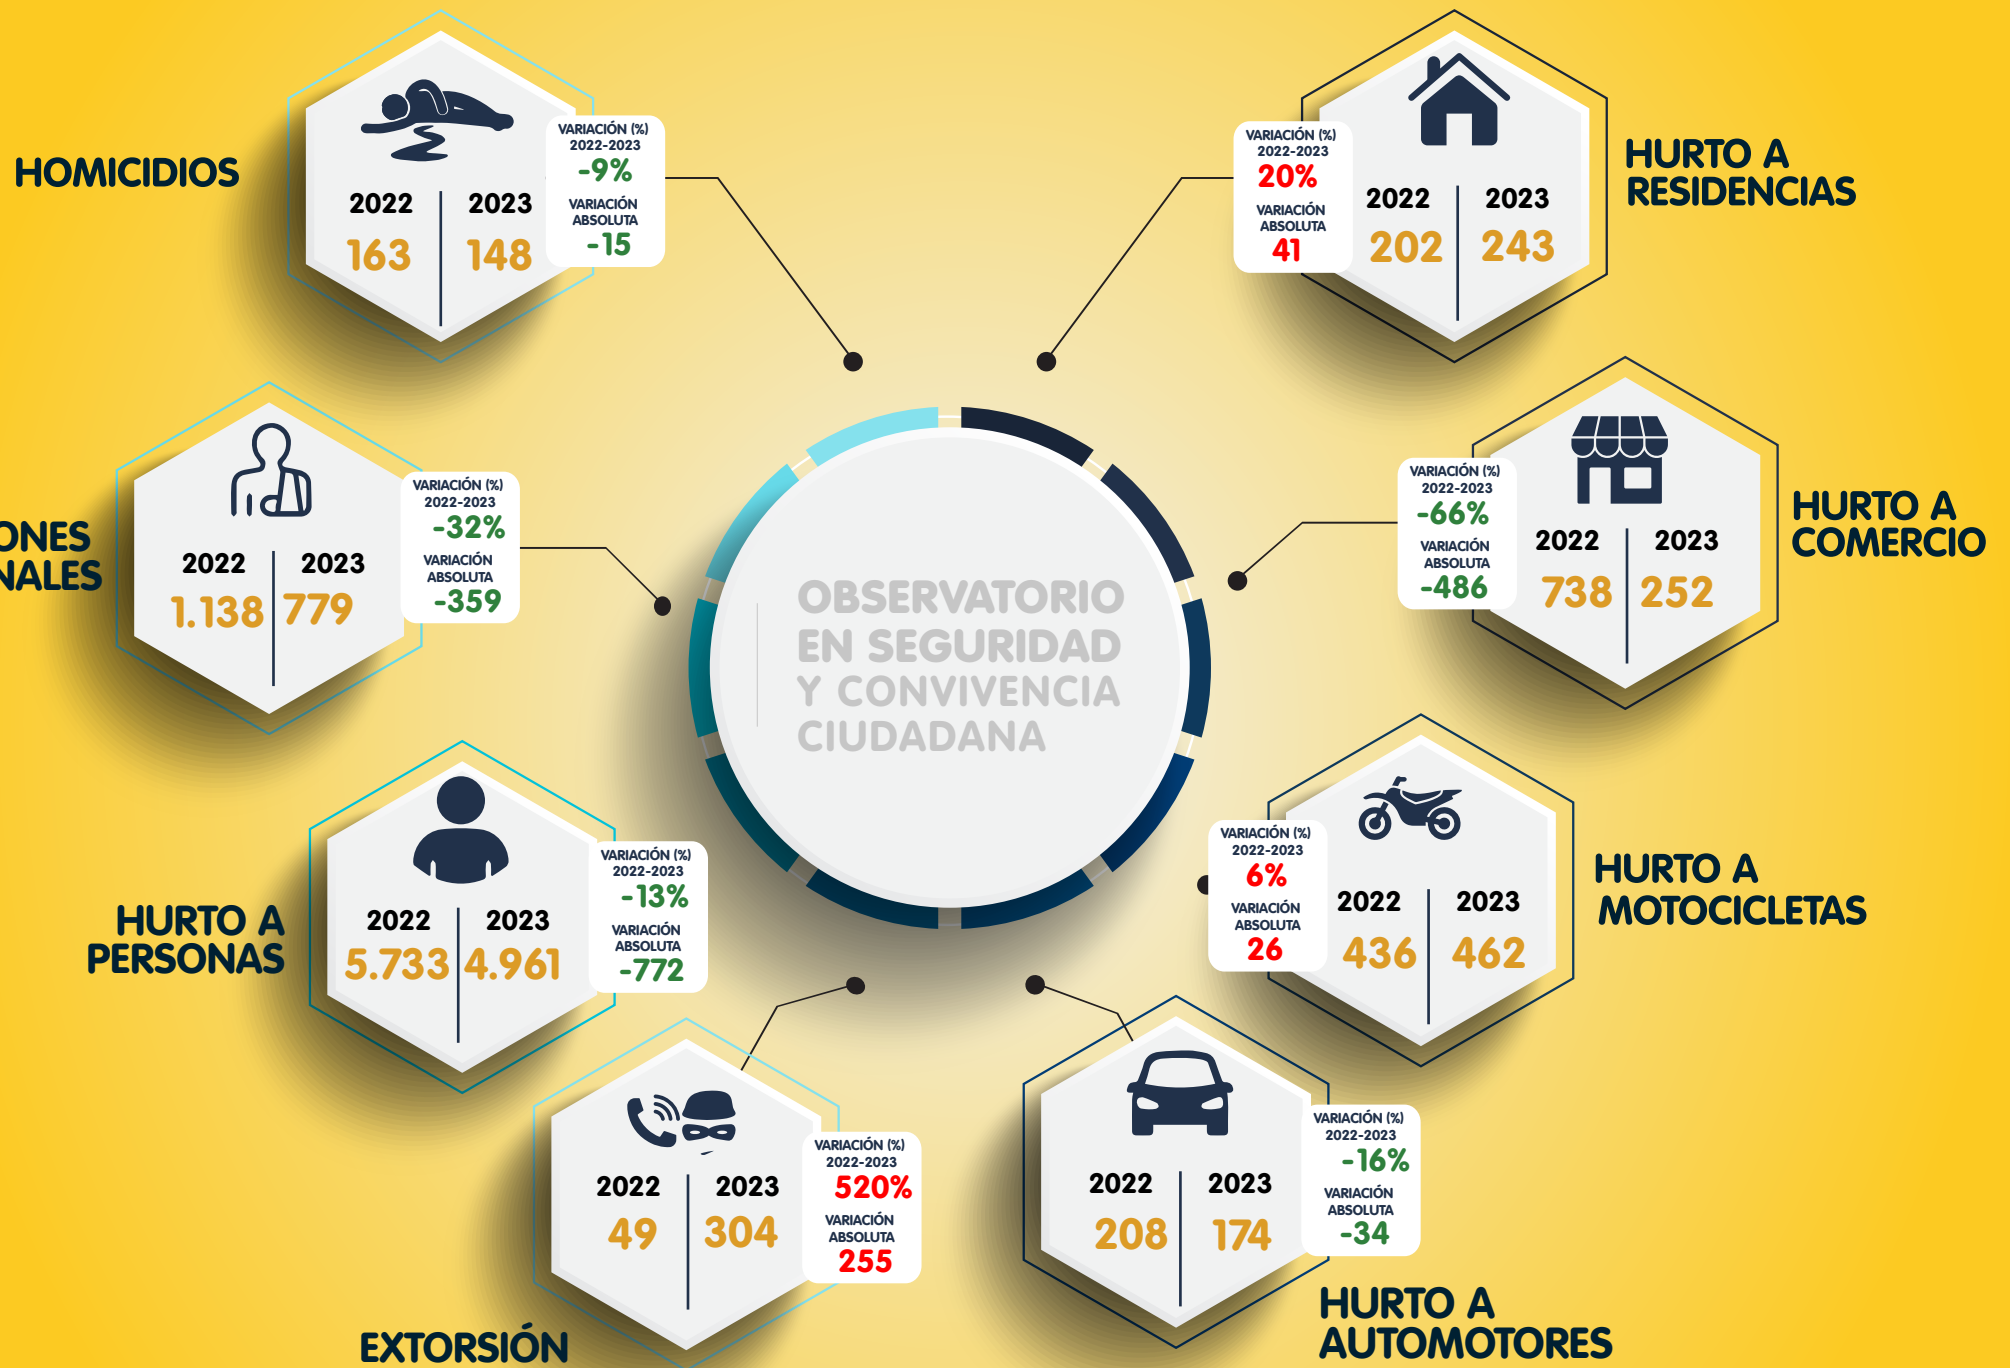 HOMICIDIOS
2022
2023
163
148
VARIACIÓN (%)
2022-2023
-9%
VARIACIÓN
ABSOLUTA
-15
HURTO A
RESIDENCIAS
VARIACIÓN (%)
2022-2023
20%
VARIACIÓN
ABSOLUTA
41
2022
2023
202
243
ONES
NALES
2022
2023
1.138
779
VARIACIÓN (%)
2022-2023
-32%
VARIACIÓN
ABSOLUTA
-359
OBSERVATORIO
EN SEGURIDAD
Y CONVIVENCIA
CIUDADANA
VARIACIÓN (%)
2022-2023
-66%
VARIACIÓN
ABSOLUTA
-486
2022
2023
738
252
HURTO A
COMERCIO
HURTO A
PERSONAS
2022
2023
5.733
4.961
VARIACIÓN (%)
2022-2023
-13%
VARIACIÓN
ABSOLUTA
-772
VARIACIÓN (%)
2022-2023
6%
VARIACIÓN
ABSOLUTA
26
2022
2023
436
462
HURTO A
MOTOCICLETAS
2022
2023
49
304
VARIACIÓN (%)
2022-2023
520%
VARIACIÓN
ABSOLUTA
255
EXTORSIÓN
2022
2023
208
174
VARIACIÓN (%)
2022-2023
-16%
VARIACIÓN
ABSOLUTA
-34
HURTO A
AUTOMOTORES